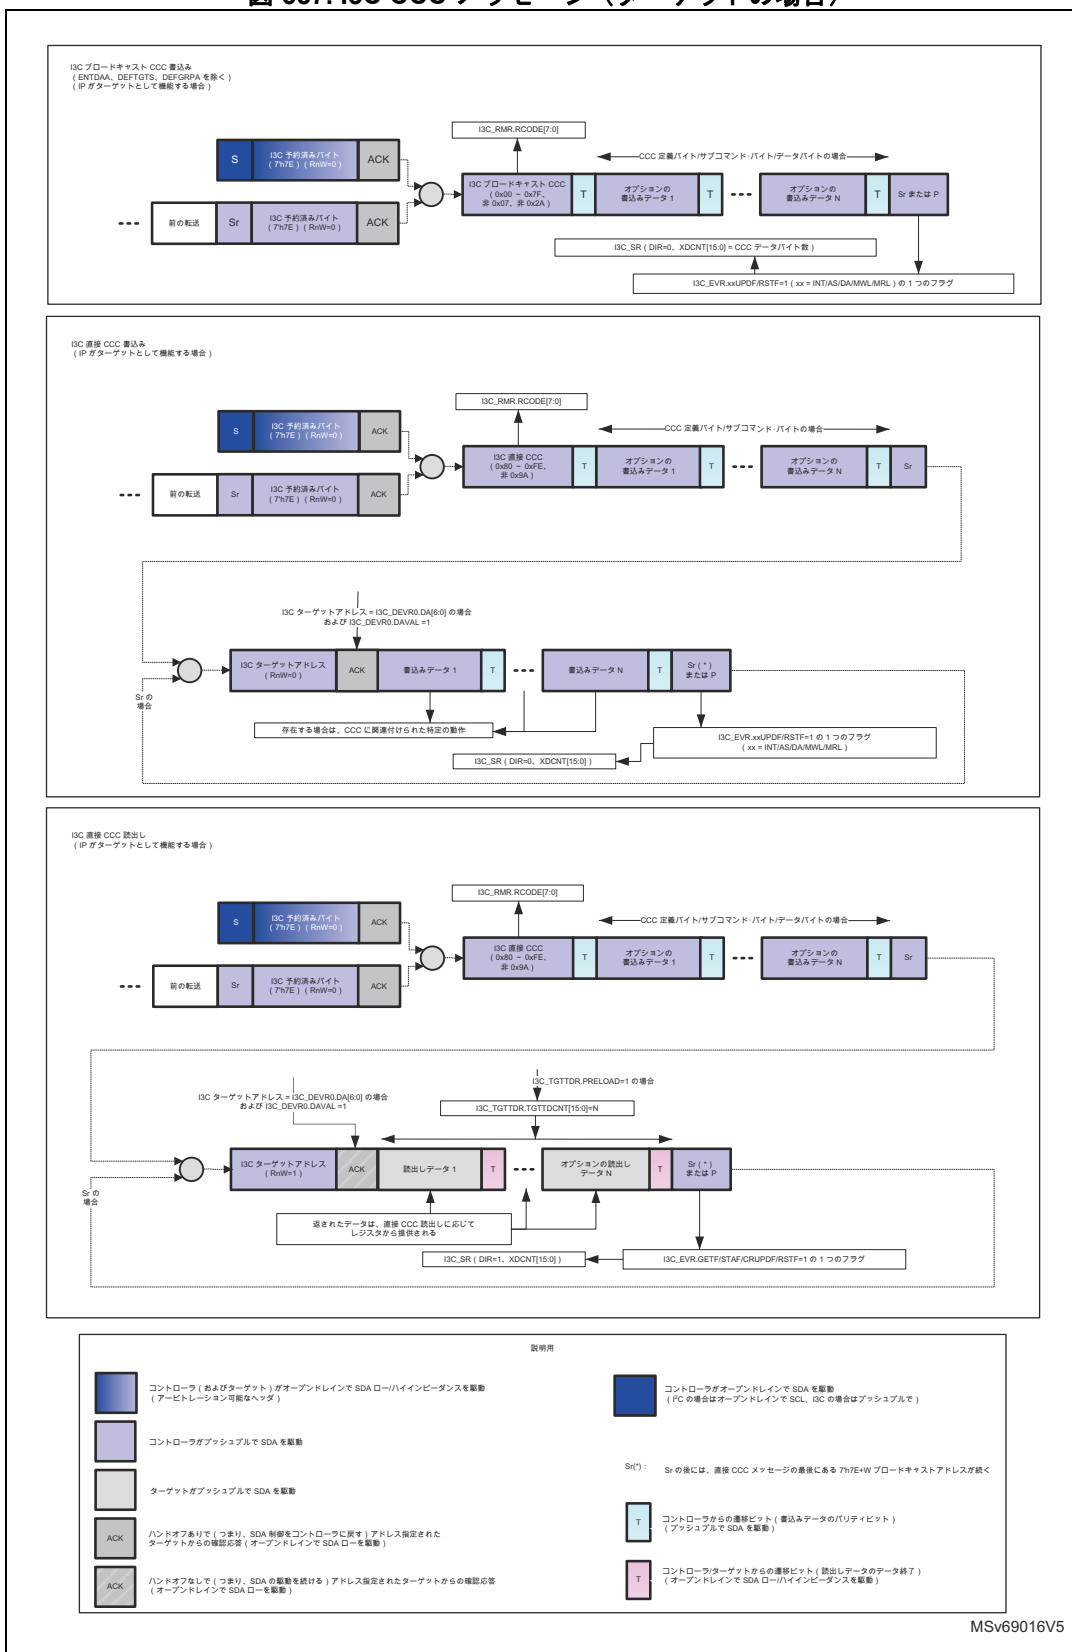 I3C ブロードキャスト CCC 書込み
( ENTDAA、DEFTGTS、DEFGRPA を除く )
( IP がターゲットとして機能する場合 )
I3C_RMR.RCODE[7:0]
CCC 定義バイト/サブコマンド・バイト/データバイトの場合
S
I3C 予約済みバイト
( 7'h7E ) ( RnW=0 )
ACK
I3C ブロードキャスト CCC
( 0x00 ~ 0x7F、
非 0x07、非 0x2A )
T
オプションの
書込みデータ 1
T
オプションの
書込みデータ N
T
Sr または P
前の転送
Sr
I3C 予約済みバイト
( 7'h7E ) ( RnW=0 )
ACK
I3C_SR ( DIR=0、XDCNT[15:0] = CCC データバイト数 )
I3C_EVR.xxUPDF/RSTF=1 ( xx = INT/AS/DA/MWL/MRL ) の 1 つのフラグ
I3C 直接 CCC 書込み
( IP がターゲットとして機能する場合 )
I3C_RMR.RCODE[7:0]
CCC 定義バイト/サブコマンド・バイトの場合
S
I3C 予約済みバイト
( 7'h7E ) ( RnW=0 )
ACK
I3C 直接 CCC
( 0x80 ~ 0xFE、
非 0x9A )
T
オプションの
書込みデータ 1
T
オプションの
書込みデータ N
T
Sr
前の転送
Sr
I3C 予約済みバイト
( 7'h7E ) ( RnW=0 )
ACK
I3C ターゲットアドレス = I3C_DEVR0.DA[6:0] の場合
および I3C_DEVR0.DAVAL =1
I3C ターゲットアドレス
( RnW=0 )
ACK
書込みデータ 1
T
書込みデータ N
T
Sr ( * )
または P
Sr の
場合
存在する場合は、CCC に関連付けられた特定の動作
I3C_EVR.xxUPDF/RSTF=1 の 1 つのフラグ
( xx = INT/AS/DA/MWL/MRL )
I3C_SR ( DIR=0、XDCNT[15:0] )
I3C 直接 CCC 読出し
( IP がターゲットとして機能する場合 )
I3C_RMR.RCODE[7:0]
CCC 定義バイト/サブコマンド・バイト/データバイトの場合
S
I3C 予約済みバイト
( 7'h7E ) ( RnW=0 )
ACK
I3C 直接 CCC
( 0x80 ~ 0xFE、
非 0x9A )
T
オプションの
書込みデータ 1
T
オプションの
書込みデータ N
T
Sr
前の転送
Sr
I3C 予約済みバイト
( 7'h7E ) ( RnW=0 )
ACK
I3C_TGTTDR.PRELOAD=1 の場合
I3C ターゲットアドレス = I3C_DEVR0.DA[6:0] の場合
および I3C_DEVR0.DAVAL =1
I3C_TGTTDR.TGTTDCNT[15:0]=N
I3C ターゲットアドレス
( RnW=1 )
ACK
読出しデータ 1
T
オプションの読出し
データ N
T
Sr ( * )
または P
Sr の
場合
返されたデータは、直接 CCC 読出しに応じて
レジスタから提供される
I3C_SR ( DIR=1、XDCNT[15:0] )
I3C_EVR.GETF/STAF/CRUPDF/RSTF=1 の 1 つのフラグ
説明用
コントローラ ( およびターゲット ) がオープンドレインで SDA ロー/ハイインピーダンスを駆動
( アービトレーション可能なヘッダ )
コントローラがオープンドレインで SDA を駆動
( I²C の場合はオープンドレインで SCL、I3C の場合はプッシュプルで )
コントローラがプッシュプルで SDA を駆動
Sr(*) :
Sr の後には、直接 CCC メッセージの最後にある 7'h7E+W ブロードキャストアドレスが続く
ターゲットがプッシュプルで SDA を駆動
T
コントローラからの遷移ビット ( 書込みデータのパリティビット )
( プッシュプルで SDA を駆動 )
ACK
ハンドオフありで ( つまり、SDA 制御をコントローラに戻す ) アドレス指定された
ターゲットからの確認応答 ( オープンドレインで SDA ローを駆動 )
T
コントローラ/ターゲットからの遷移ビット ( 読出しデータのデータ終了 )
( オープンドレインで SDA ロー/ハイインピーダンスを駆動 )
ACK
ハンドオフなしで ( つまり、SDA の駆動を続ける ) アドレス指定されたターゲットからの確認応答
( オープンドレインで SDA ローを駆動 )
MSv69016V5